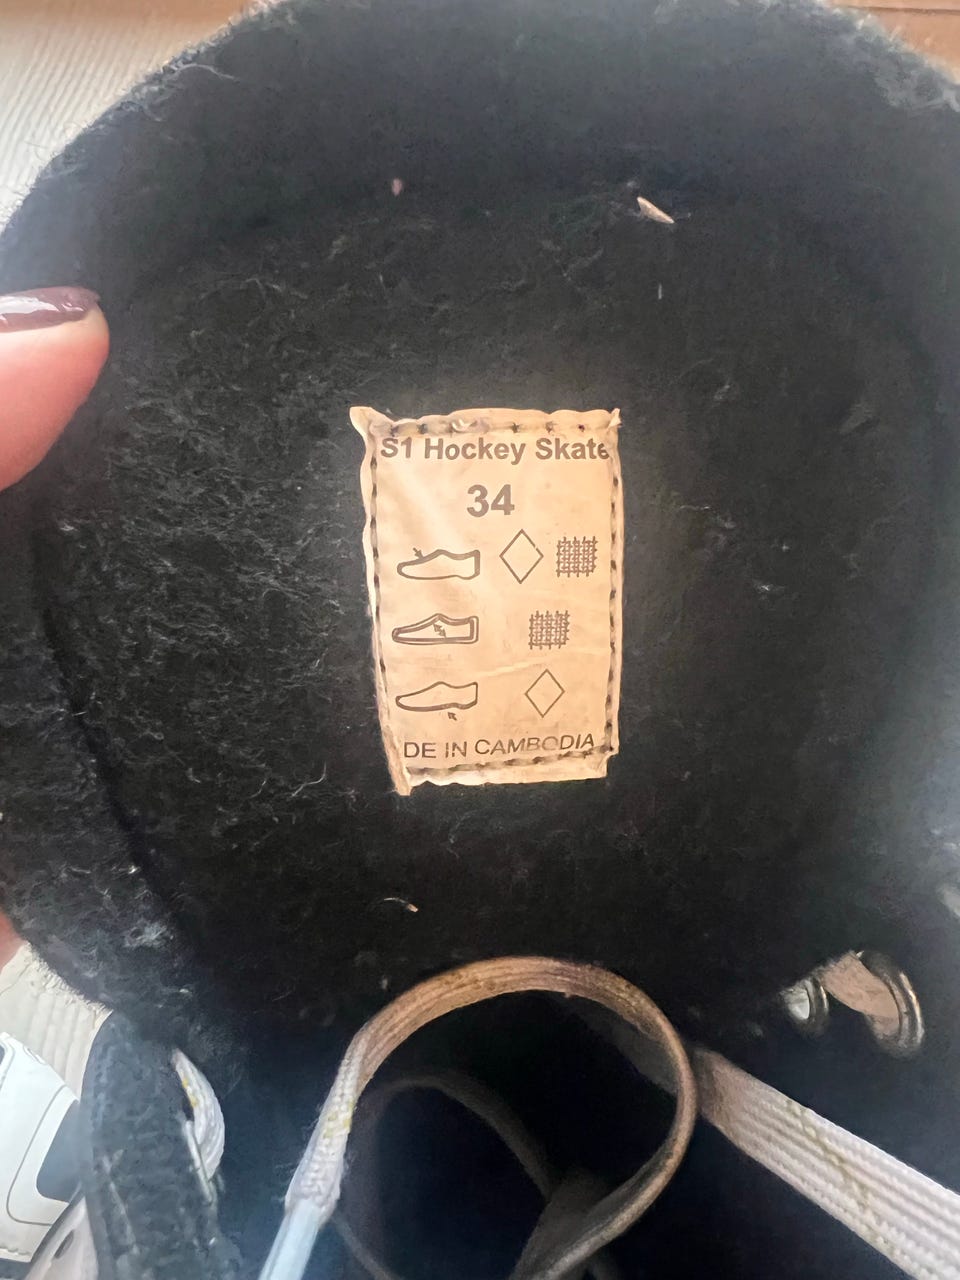 S1 Hockey Skate
34
DE IN CAMBODIA